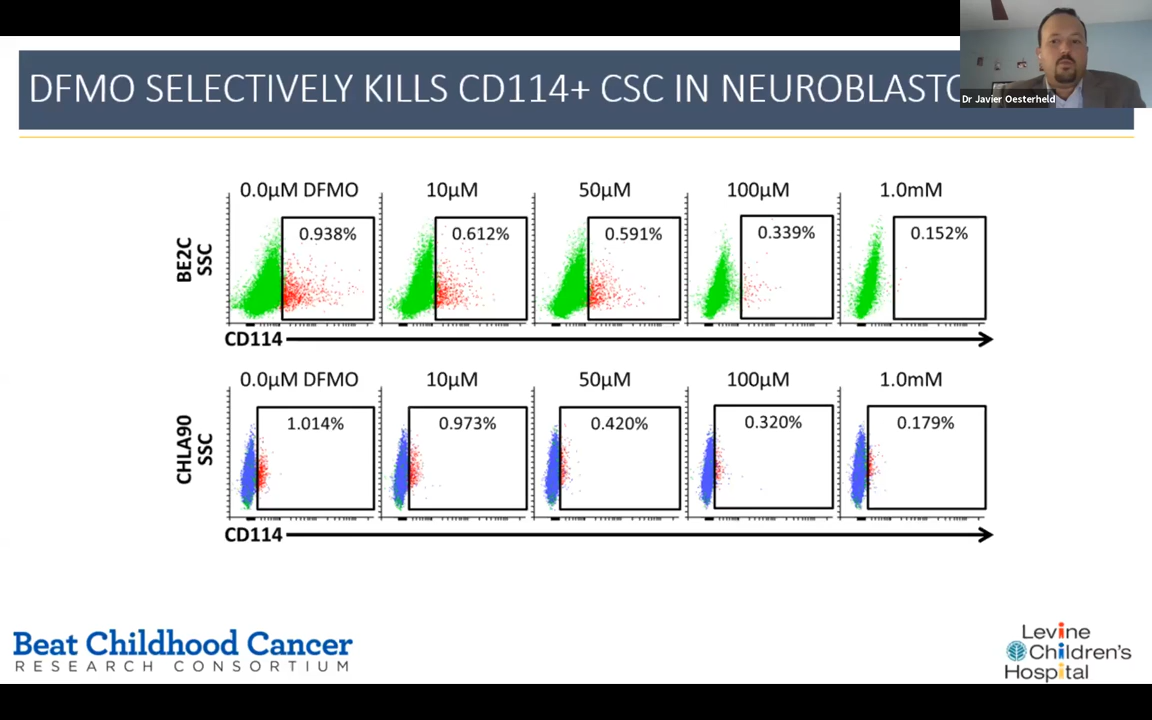 DFMO SELECTIVELY KILLS CD114+ CSC IN NEUROBLASTO
Dr Javier Oesterheld
0.0µM DFMO 10µM 50µM 100µM 1.0mM
0.938% 0.612% 0.591% 0.339% 0.152%
BE2C
SSC
CD114
0.0µM DFMO 10µM 50µM 100µM 1.0mM
1.014% 0.973% 0.420% 0.320% 0.179%
CHLA90
SSC
CD114
Beat Childhood Cancer
RESEARCH CONSORTIUM
Levine
Children's
Hospital